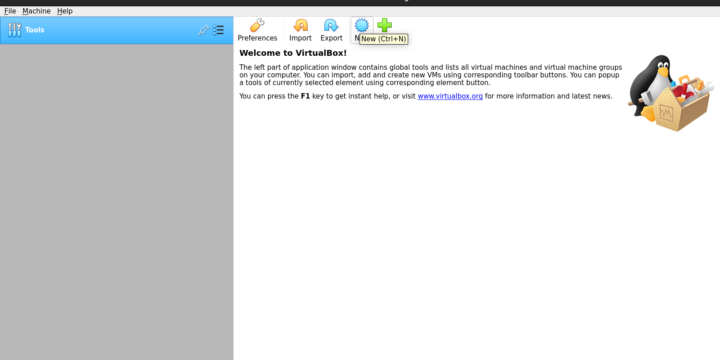 File Machine Help
Tools
Preferences
Import
Export
New (Ctrl+N)
Welcome to VirtualBox!
The left part of application window contains global tools and lists all virtual machines and virtual machine groups
on your computer. You can import, add and create new VMs using corresponding toolbar buttons. You can popup
a tools of currently selected element using corresponding element button.
You can press the F1 key to get instant help, or visit www.virtualbox.org for more information and latest news.